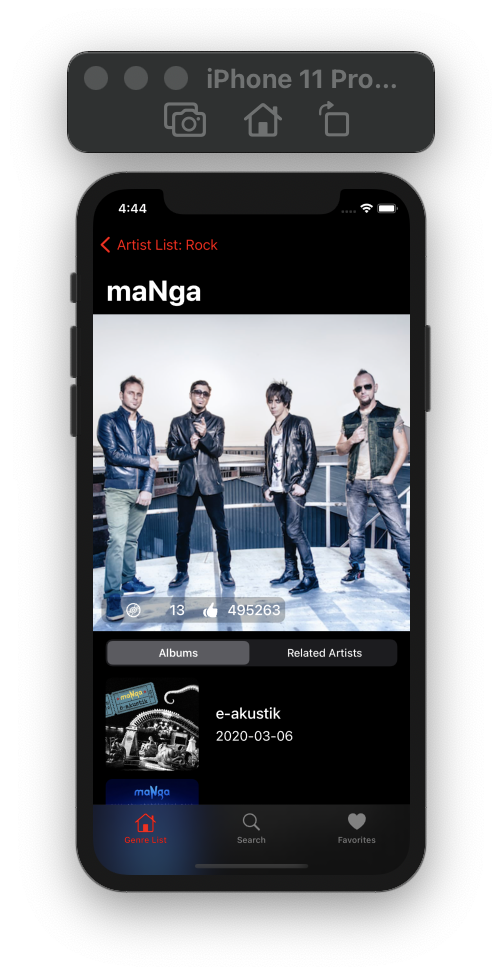 iPhone 11 Pro...
4:44
Artist List: Rock
maNga
13 495263
Albums Related Artists
maNga
e-akustik
e-akustik
2020-03-06
maNga
Genre List Search Favorites